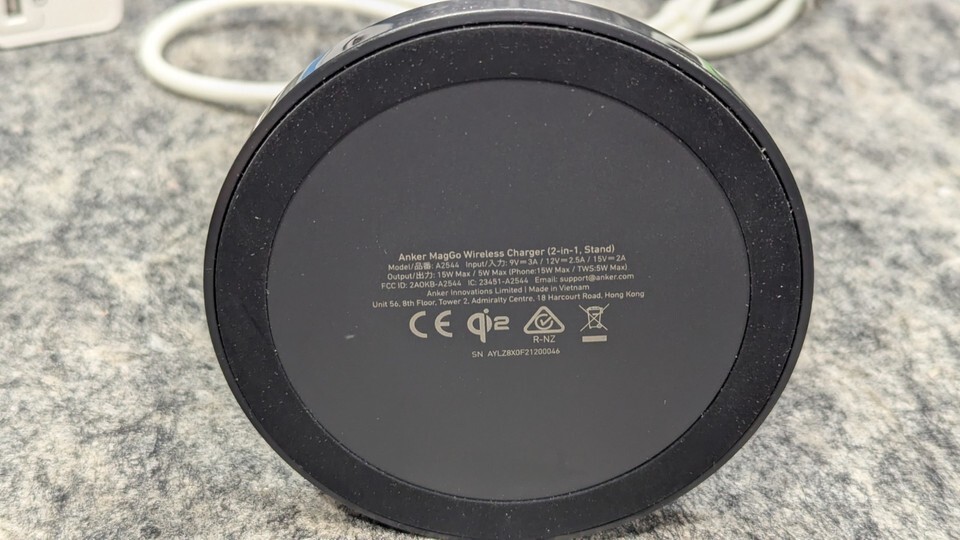 Anker MagGo Wireless Charger (2-in-1, Stand)
Model/品番: A2544 Input/入力: 9V⎓3A / 12V⎓2.5A / 15V⎓2A
Output/出力: 15W Max / 5W Max (Phone:15W Max / TWS:5W Max)
FCC ID: 2AOKB-A2544 IC: 23451-A2544 Email: support@anker.com
Anker Innovations Limited | Made in Vietnam
Unit 56, 8th Floor, Tower 2, Admiralty Centre, 18 Harcourt Road, Hong Kong
CE qi2
R-NZ
SN AYLZ8X0F21200046